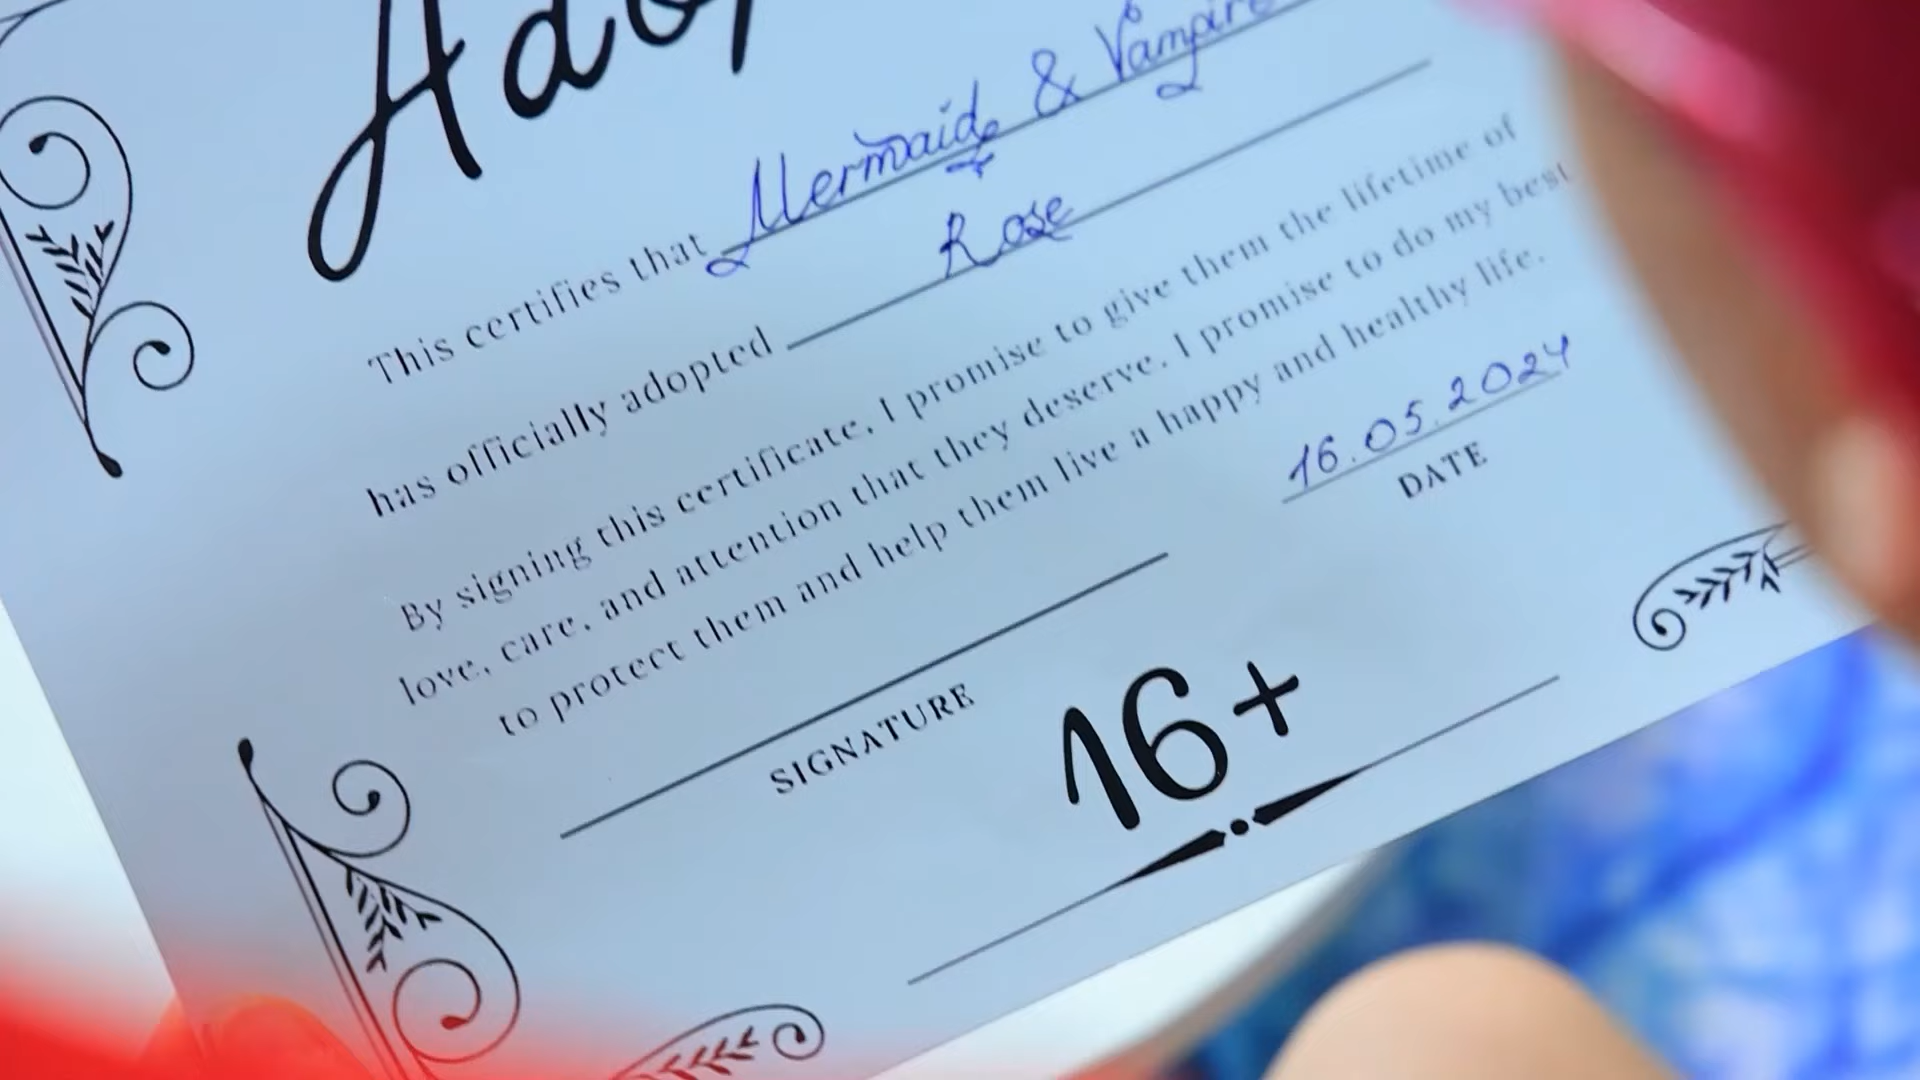 Adop
This certifies that Mermaid & Vampire
has officially adopted Rose
By signing this certificate, I promise to give them the lifetime of
love, care, and attention that they deserve. I promise to do my best
to protect them and help them live a happy and healthy life.
16.05.2024
DATE
SIGNATURE
16+